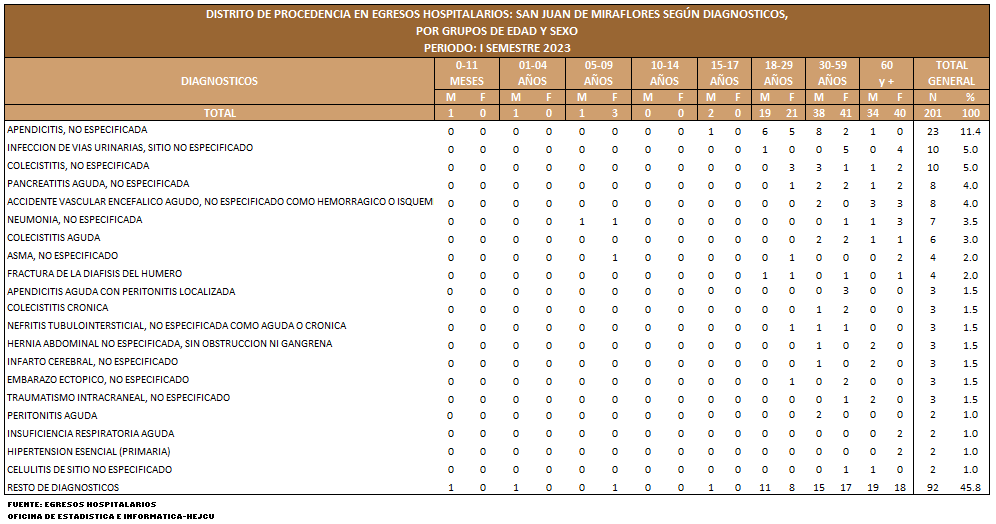 DISTRITO DE PROCEDENCIA EN EGRESOS HOSPITALARIOS: SAN JUAN DE MIRAFLORES SEGÚN DIAGNOSTICOS,
POR GRUPOS DE EDAD Y SEXO
PERIODO: I SEMESTRE 2023
DIAGNOSTICOS 0-11 MESES 01-04 AÑOS 05-09 AÑOS 10-14 AÑOS 15-17 AÑOS 18-29 AÑOS 30-59 AÑOS 60 y + TOTAL GENERAL
M F M F M F M F M F M F M F M F N %
TOTAL 1 0 1 0 1 3 0 0 2 0 19 21 38 41 34 40 201 100
APENDICITIS, NO ESPECIFICADA 0 0 0 0 0 0 0 0 1 0 6 5 8 2 1 0 23 11.4
INFECCION DE VIAS URINARIAS, SITIO NO ESPECIFICADO 0 0 0 0 0 0 0 0 0 0 1 0 0 5 0 4 10 5.0
COLECISTITIS, NO ESPECIFICADA 0 0 0 0 0 0 0 0 0 0 0 3 3 1 1 2 10 5.0
PANCREATITIS AGUDA, NO ESPECIFICADA 0 0 0 0 0 0 0 0 0 0 0 1 2 2 1 2 8 4.0
ACCIDENTE VASCULAR ENCEFALICO AGUDO, NO ESPECIFICADO COMO HEMORRAGICO O ISQUEM 0 0 0 0 0 0 0 0 0 0 0 0 2 0 3 3 8 4.0
NEUMONIA, NO ESPECIFICADA 0 0 0 0 1 1 0 0 0 0 0 0 0 1 1 3 7 3.5
COLECISTITIS AGUDA 0 0 0 0 0 0 0 0 0 0 0 0 2 2 1 1 6 3.0
ASMA, NO ESPECIFICADO 0 0 0 0 0 1 0 0 0 0 0 1 0 0 0 2 4 2.0
FRACTURA DE LA DIAFISIS DEL HUMERO 0 0 0 0 0 0 0 0 0 0 1 1 0 1 0 1 4 2.0
APENDICITIS AGUDA CON PERITONITIS LOCALIZADA 0 0 0 0 0 0 0 0 0 0 0 0 0 3 0 0 3 1.5
COLECISTITIS CRONICA 0 0 0 0 0 0 0 0 0 0 0 0 1 2 0 0 3 1.5
NEFRITIS TUBULOINTERSTICIAL, NO ESPECIFICADA COMO AGUDA O CRONICA 0 0 0 0 0 0 0 0 0 0 0 1 1 1 0 0 3 1.5
HERNIA ABDOMINAL NO ESPECIFICADA, SIN OBSTRUCCION NI GANGRENA 0 0 0 0 0 0 0 0 0 0 0 0 1 0 2 0 3 1.5
INFARTO CEREBRAL, NO ESPECIFICADO 0 0 0 0 0 0 0 0 0 0 0 0 1 0 2 0 3 1.5
EMBARAZO ECTOPICO, NO ESPECIFICADO 0 0 0 0 0 0 0 0 0 0 0 1 0 2 0 0 3 1.5
TRAUMATISMO INTRACRANEAL, NO ESPECIFICADO 0 0 0 0 0 0 0 0 0 0 0 0 0 1 2 0 3 1.5
PERITONITIS AGUDA 0 0 0 0 0 0 0 0 0 0 0 0 2 0 0 0 2 1.0
INSUFICIENCIA RESPIRATORIA AGUDA 0 0 0 0 0 0 0 0 0 0 0 0 0 0 0 2 2 1.0
HIPERTENSION ESENCIAL (PRIMARIA) 0 0 0 0 0 0 0 0 0 0 0 0 0 0 0 2 2 1.0
CELULITIS DE SITIO NO ESPECIFICADO 0 0 0 0 0 0 0 0 0 0 0 0 0 1 1 0 2 1.0
RESTO DE DIAGNOSTICOS 1 0 1 0 0 1 0 0 1 0 11 8 15 17 19 18 92 45.8
FUENTE: EGRESOS HOSPITALARIOS
OFICINA DE ESTADISTICA E INFORMATICA-HEJCU